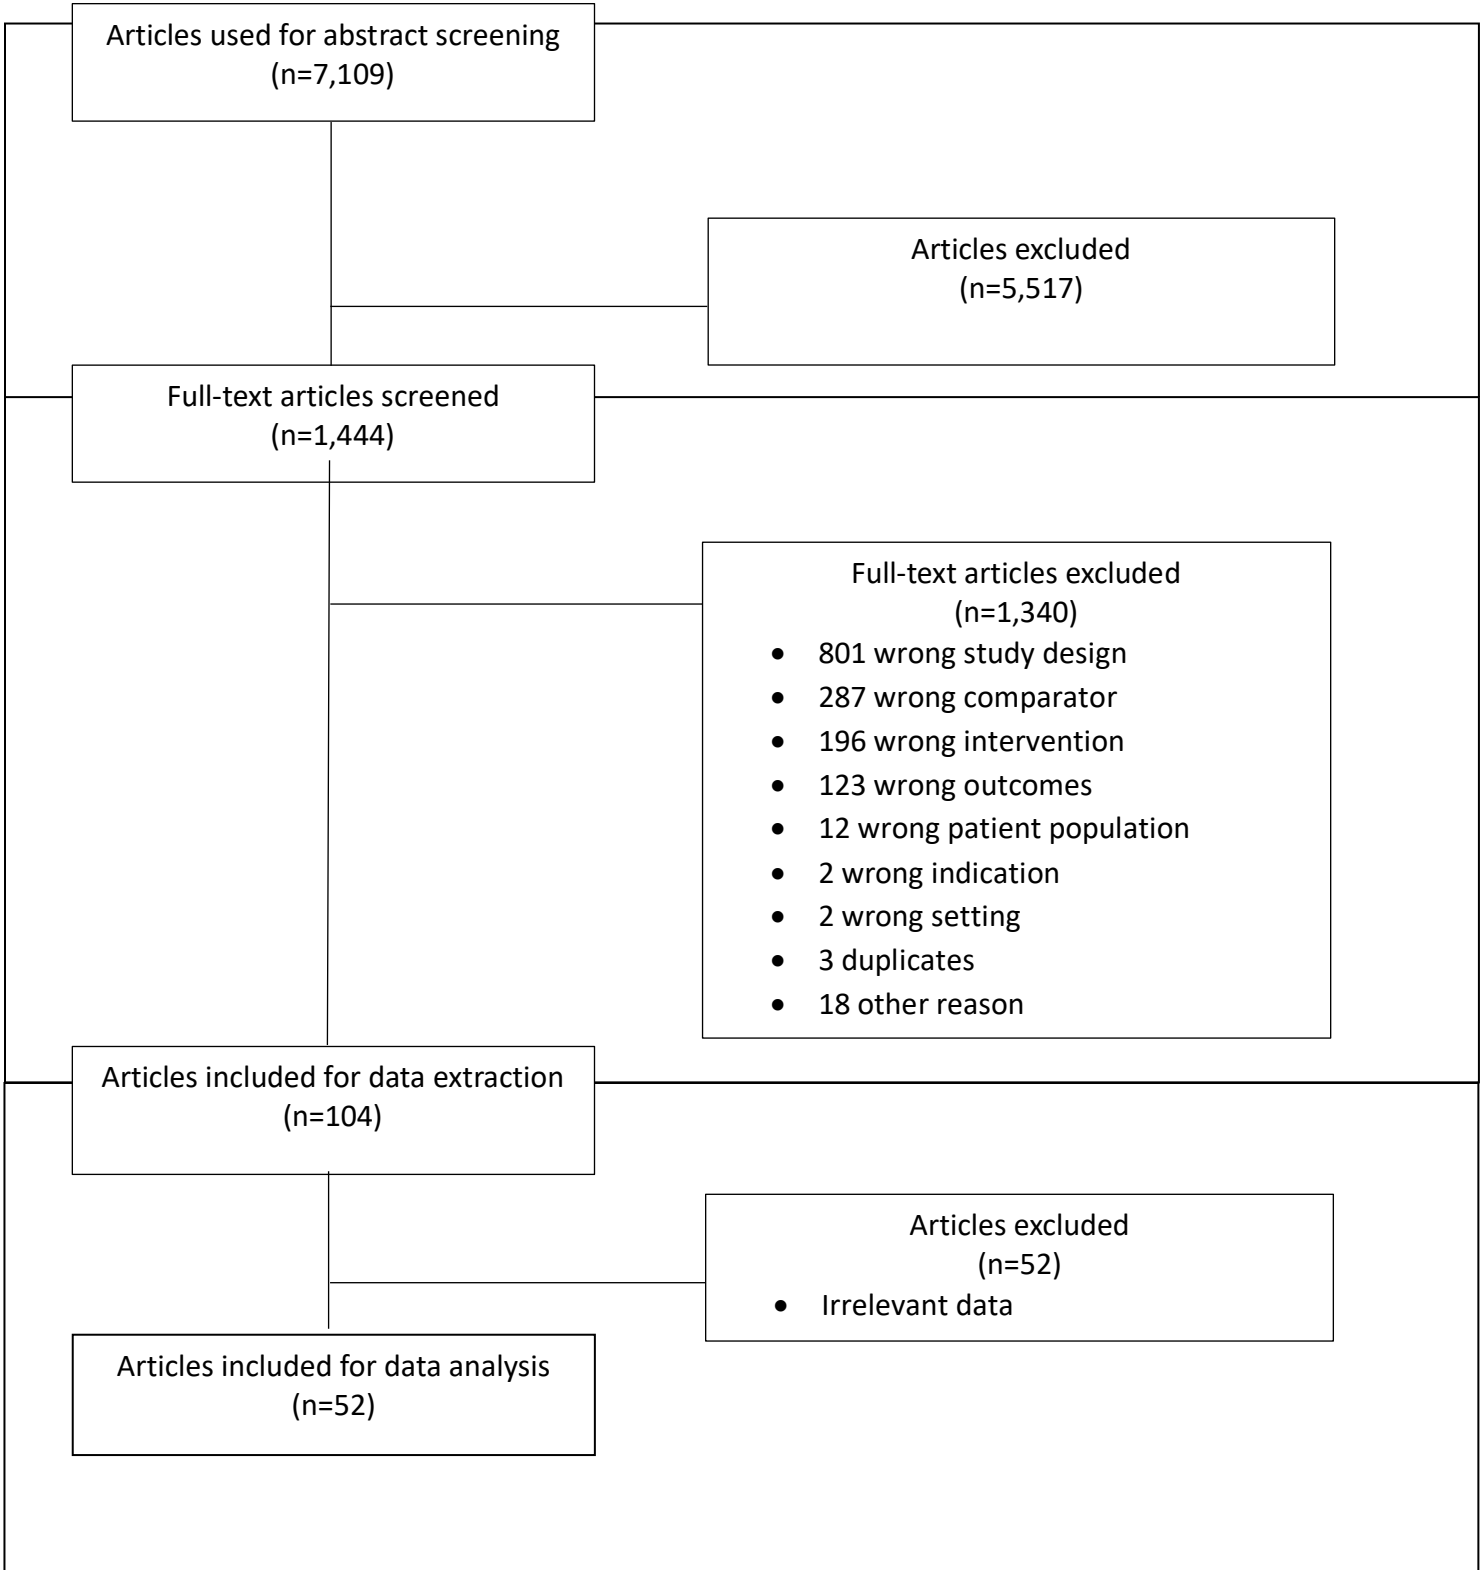 Articles used for abstract screening
(n=7,109)
Articles excluded
(n=5,517)
Full-text articles screened
(n=1,444)
Full-text articles excluded
(n=1,340)
• 801 wrong study design
• 287 wrong comparator
• 196 wrong intervention
• 123 wrong outcomes
• 12 wrong patient population
• 2 wrong indication
• 2 wrong setting
• 3 duplicates
• 18 other reason
Articles included for data extraction
(n=104)
Articles excluded
(n=52)
• Irrelevant data
Articles included for data analysis
(n=52)